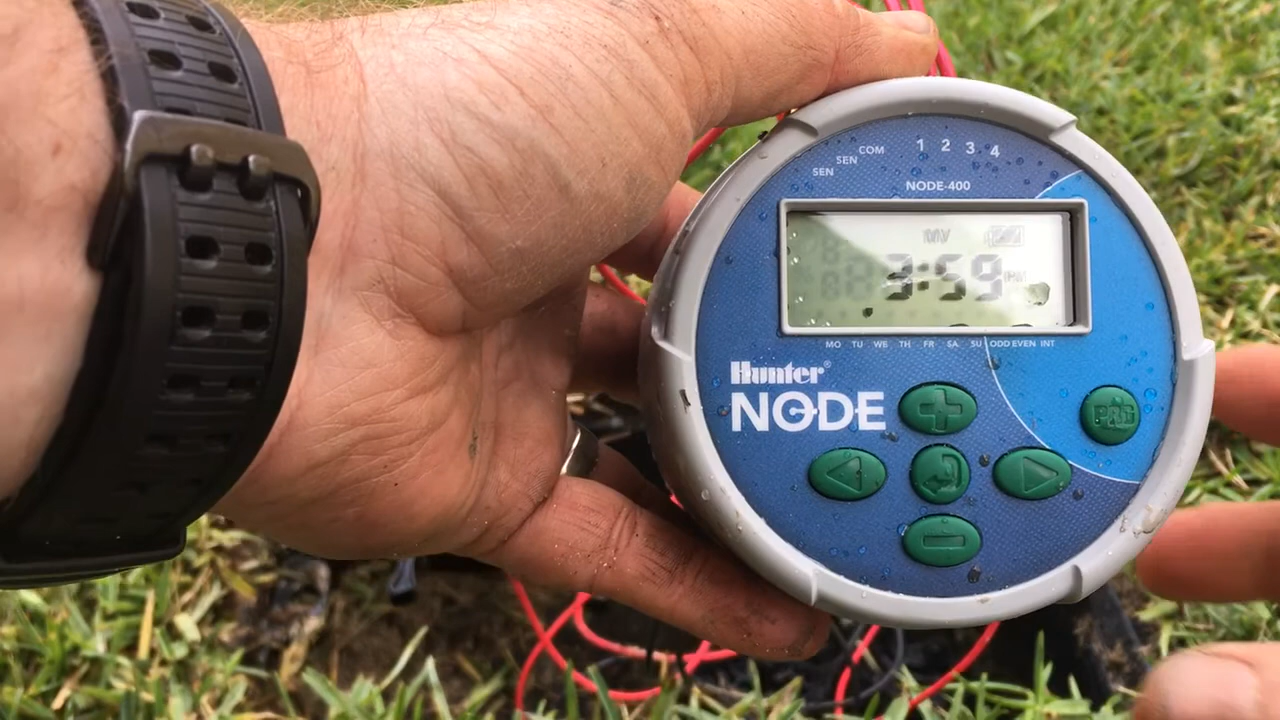 COM 1 2 3 4
SEN
SEN
NODE-400
MV
3:59
PM
MO TU WE TH FR SA SU ODD EVEN INT
Hunter®
NODE
PRG